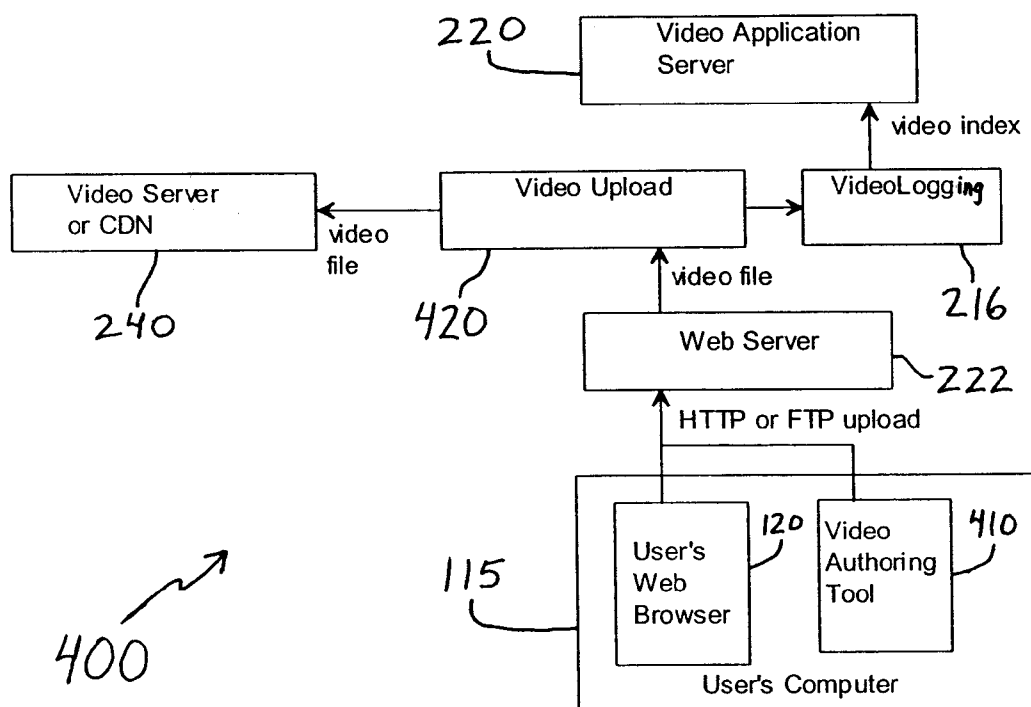 220
Video Application
Server
video index
Video Server
or CDN
video
file
Video Upload
VideoLogging
240
420
video file
216
Web Server
222
HTTP or FTP upload
115
User's
Web
Browser
120
Video
Authoring
Tool
410
User's Computer
400